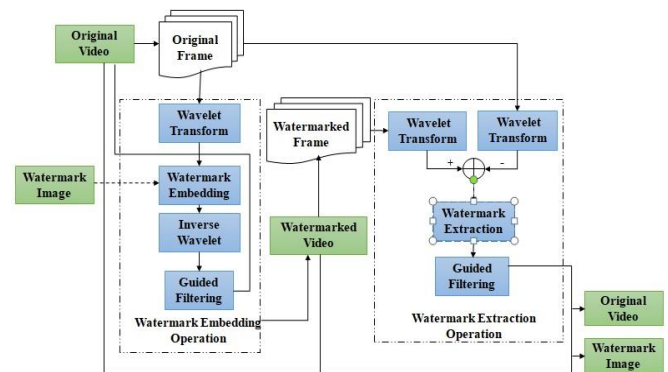 Original
Video
Original
Frame
Wavelet
Transform
Watermark
Image
Watermark
Embedding
Inverse
Wavelet
Guided
Filtering
Watermark Embedding
Operation
Watermarked
Frame
Watermarked
Video
Wavelet
Transform
Wavelet
Transform
+
-
Watermark
Extraction
Guided
Filtering
Watermark Extraction
Operation
Original
Video
Watermark
Image